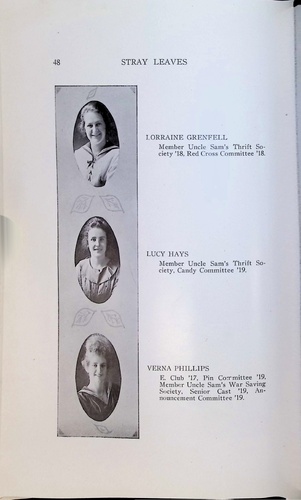 48 STRAY LEAVES
LORRAINE GRENFELL
Member Uncle Sam's Thrift So-
ciety '18, Red Cross Committee '18.
LUCY HAYS
Member Uncle Sam's Thrift So-
ciety, Candy Committee '19.
VERNA PHILLIPS
E. Club '17, Pin Committee '19,
Member Uncle Sam's War Saving
Society, Senior Cast '19, An-
nouncement Committee '19.